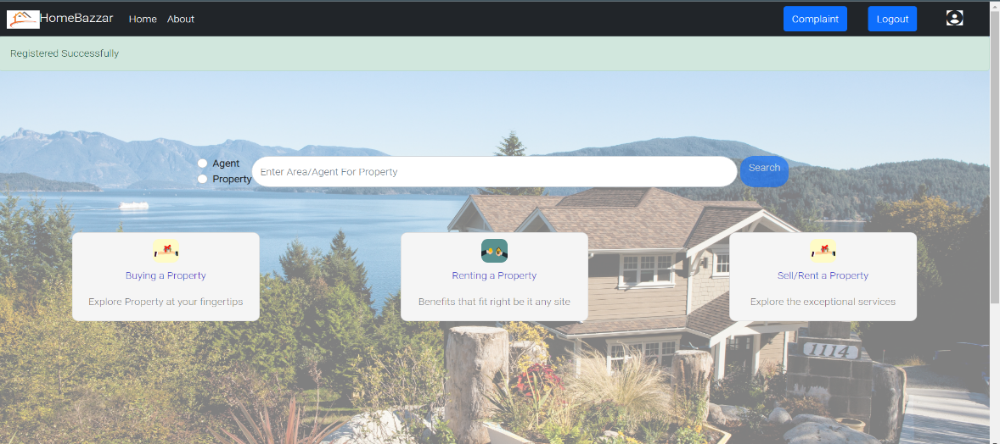 HomeBazzar Home About Complaint Logout
Registered Successfully
Agent
Property
Enter Area/Agent For Property
Search
Buying a Property
Explore Property at your fingertips
Renting a Property
Benefits that fit right be it any site
Sell/Rent a Property
Explore the exceptional services
1114